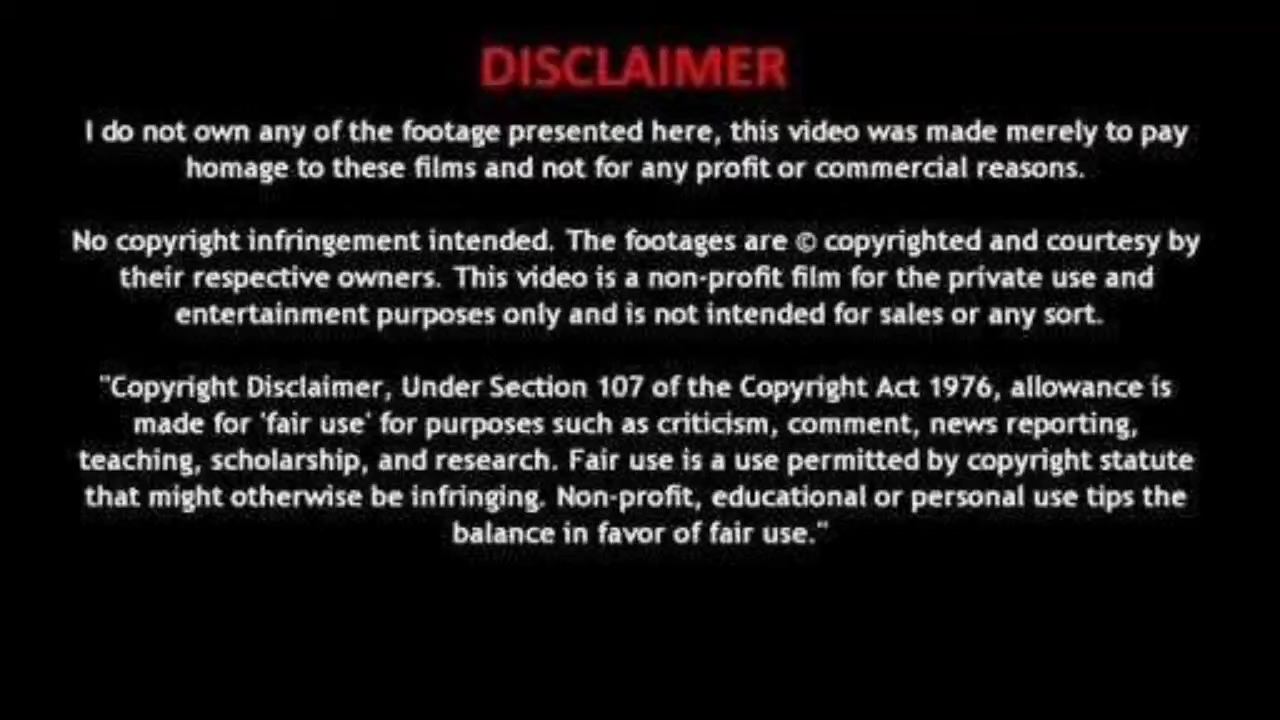 DISCLAIMER
I do not own any of the footage presented here, this video was made merely to pay
homage to these films and not for any profit or commercial reasons.
No copyright infringement intended. The footages are © copyrighted and courtesy by
their respective owners. This video is a non-profit film for the private use and
entertainment purposes only and is not intended for sales or any sort.
"Copyright Disclaimer, Under Section 107 of the Copyright Act 1976, allowance is
made for 'fair use' for purposes such as criticism, comment, news reporting,
teaching, scholarship, and research. Fair use is a use permitted by copyright statute
that might otherwise be infringing. Non-profit, educational or personal use tips the
balance in favor of fair use."